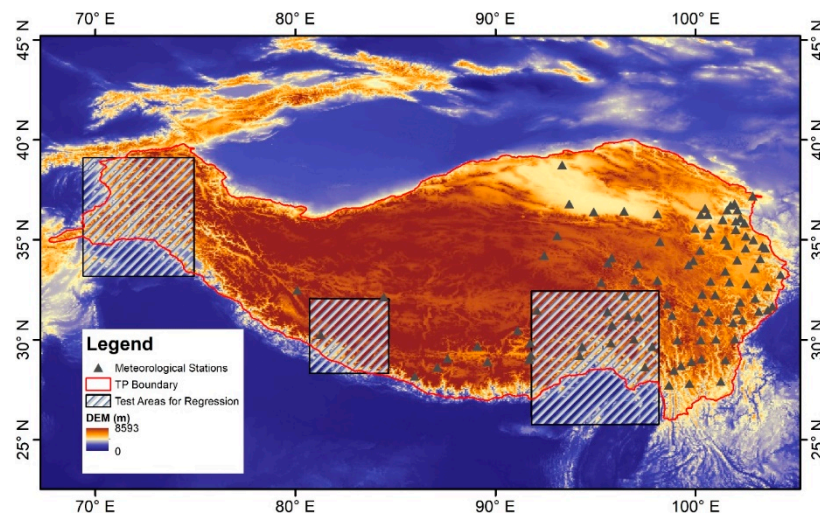 70° E 80° E 90° E 100° E
45° N 45° N
40° N 40° N
35° N 35° N
30° N 30° N
25° N 25° N
Legend
Meteorological Stations
TP Boundary
Test Areas for Regression
DEM (m)
8593
0
70° E 80° E 90° E 100° E